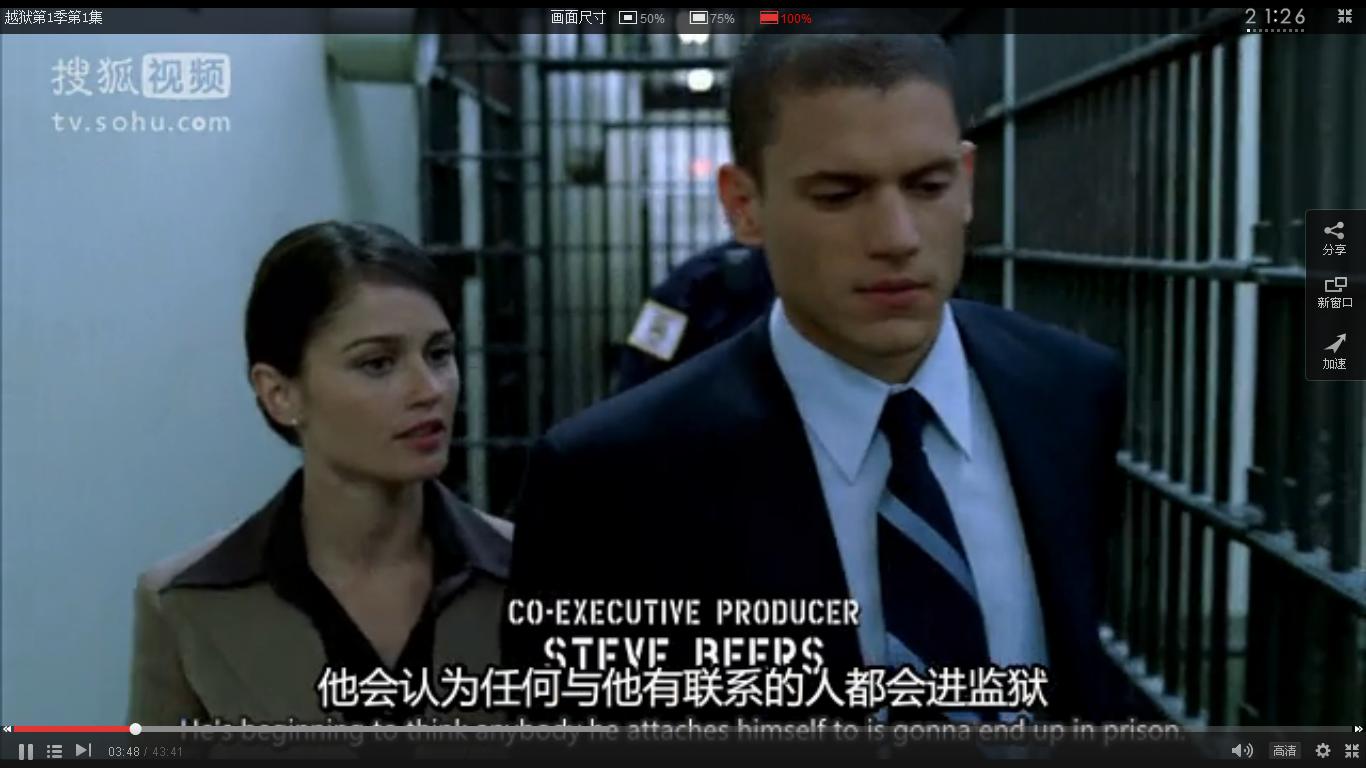 越狱第1季第1集
画面尺寸 50% 75% 100%
21:26
搜狐视频
tv.sohu.com
分享
新窗口
加速
CO-EXECUTIVE PRODUCER
STEVE BEERS
他会认为任何与他有联系的人都会进监狱
He's beginning to think anybody he attaches himself to is gonna end up in prison.
03:48 / 43:41
高清